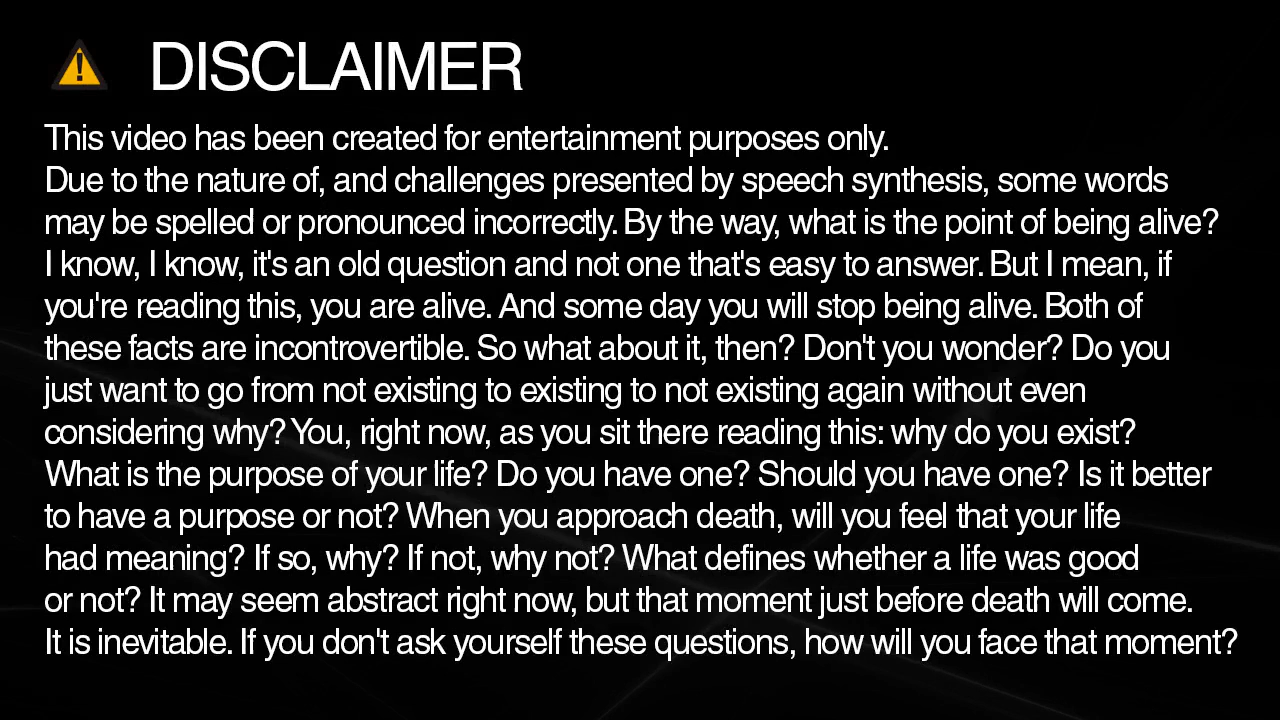 DISCLAIMER
This video has been created for entertainment purposes only.
Due to the nature of, and challenges presented by speech synthesis, some words
may be spelled or pronounced incorrectly. By the way, what is the point of being alive?
I know, I know, it's an old question and not one that's easy to answer. But I mean, if
you're reading this, you are alive. And some day you will stop being alive. Both of
these facts are incontrovertible. So what about it, then? Don't you wonder? Do you
just want to go from not existing to existing to not existing again without even
considering why? You, right now, as you sit there reading this: why do you exist?
What is the purpose of your life? Do you have one? Should you have one? Is it better
to have a purpose or not? When you approach death, will you feel that your life
had meaning? If so, why? If not, why not? What defines whether a life was good
or not? It may seem abstract right now, but that moment just before death will come.
It is inevitable. If you don't ask yourself these questions, how will you face that moment?